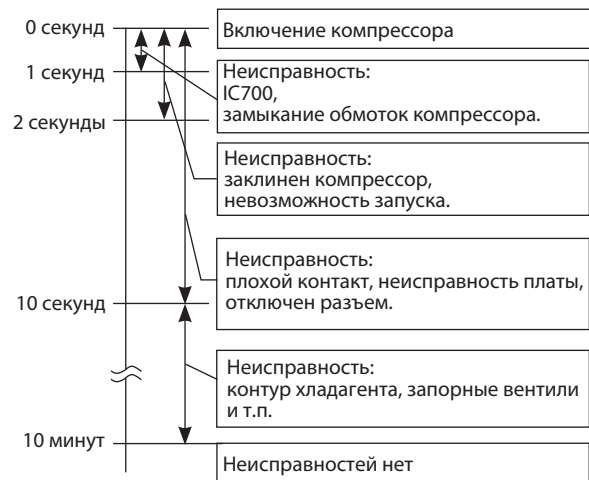 0 секунд
Включение компрессора
1 секунд
Неисправность:
IC700,
замыкание обмоток компрессора.
2 секунды
Неисправность:
заклинен компрессор,
невозможность запуска.
Неисправность:
плохой контакт, неисправность платы,
отключен разъем.
10 секунд
Неисправность:
контур хладагента, запорные вентили
и т.п.
10 минут
Неисправностей нет